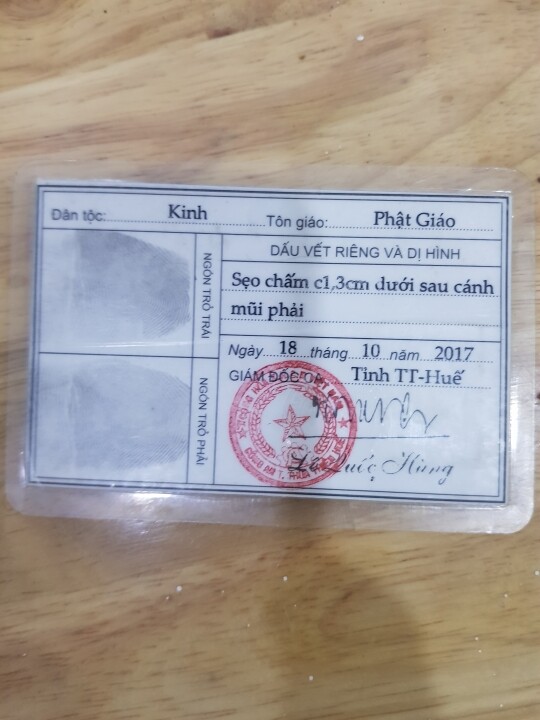 Dân tộc: Kinh Tôn giáo: Phật Giáo
NGÓN TRỎ TRÁI
NGÓN TRỎ PHẢI
DẤU VẾT RIÊNG VÀ DỊ HÌNH
Sẹo chấm c1,3cm dưới sau cánh
mũi phải
Ngày 18 tháng 10 năm 2017
GIÁM ĐỐC CA Tỉnh TT-Huế
Lê Quốc Hùng